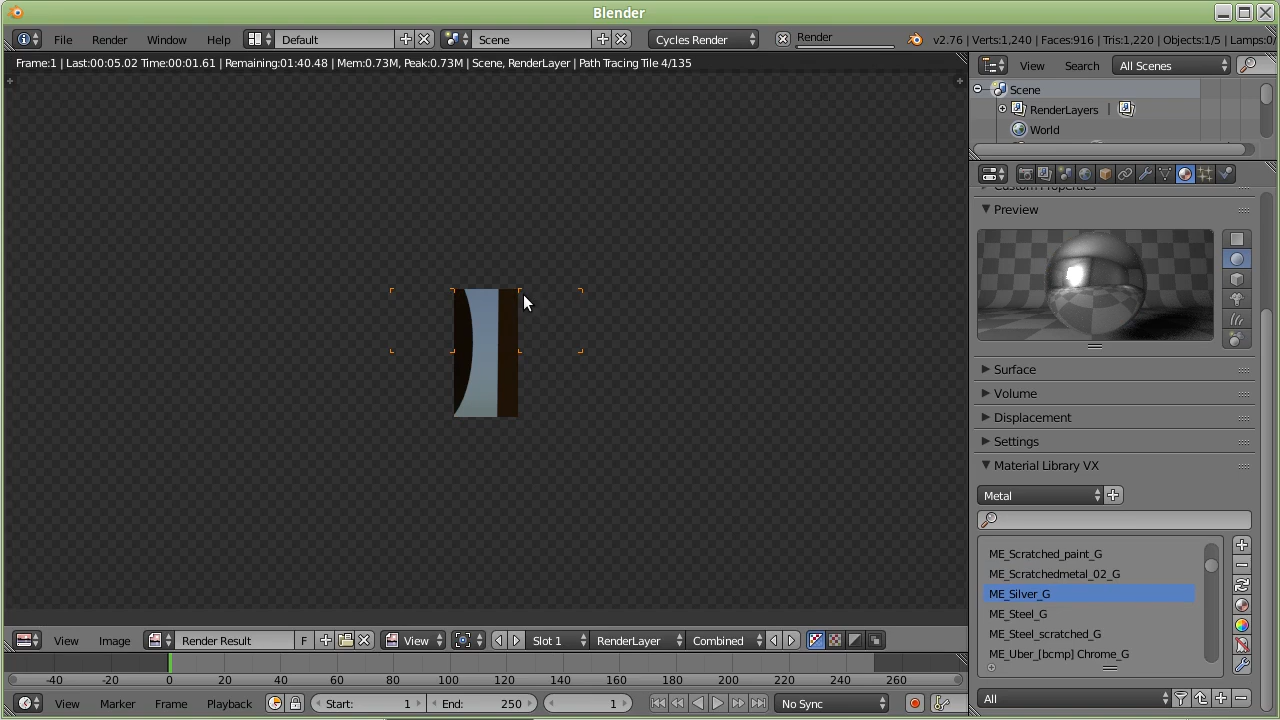 Blender
File Render Window Help Default Scene Cycles Render Render v2.76 | Verts:1,240 | Faces:916 | Tris:1,220 | Objects:1/5 | Lamps:0/
Frame:1 | Last:00:05.02 Time:00:01.61 | Remaining:01:40.48 | Mem:0.73M, Peak:0.73M | Scene, RenderLayer | Path Tracing Tile 4/135
View Search All Scenes
Scene
RenderLayers |
World
Custom Properties
Preview
Surface
Volume
Displacement
Settings
Material Library VX
Metal
ME_Scratched_paint_G
ME_Scratchedmetal_02_G
ME_Silver_G
ME_Steel_G
ME_Steel_scratched_G
ME_Uber_[bcmp] Chrome_G
All
View Image Render Result F View Slot 1 RenderLayer Combined
-40 -20 0 20 40 60 80 100 120 140 160 180 200 220 240 260
View Marker Frame Playback Start: 1 End: 250 1 No Sync